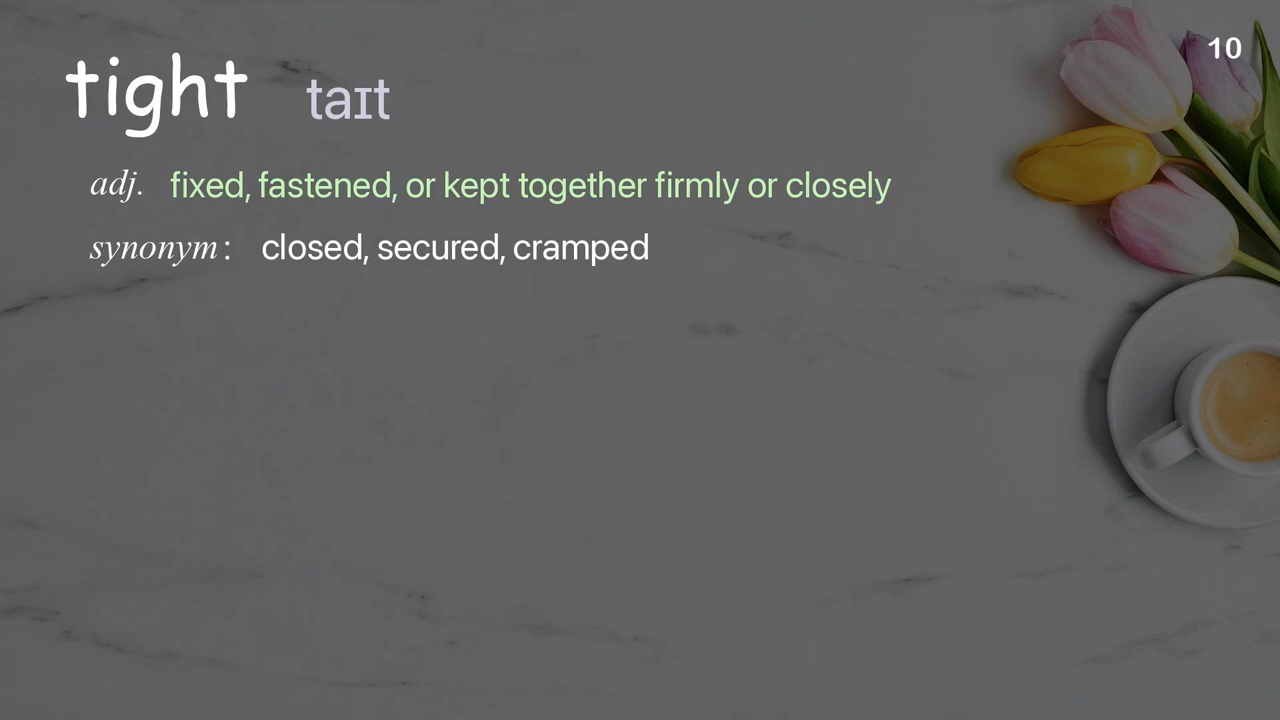 10
tight taɪt
adj. fixed, fastened, or kept together firmly or closely
synonym: closed, secured, cramped